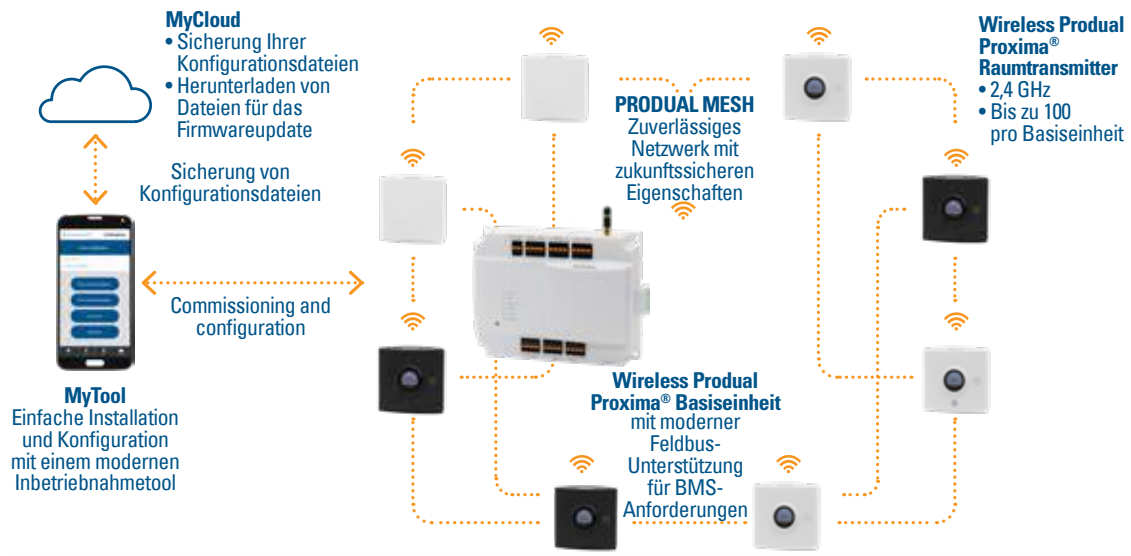 MyCloud
• Sicherung Ihrer
Konfigurationsdateien
• Herunterladen von
Dateien für das
Firmwareupdate
Sicherung von
Konfigurationsdateien
Commissioning and
configuration
MyTool
Einfache Installation
und Konfiguration
mit einem modernen
Inbetriebnahmetool
PRODUAL MESH
Zuverlässiges
Netzwerk mit
zukunftssicheren
Eigenschaften
Wireless Produal
Proxima® Basiseinheit
mit moderner
Feldbus-
Unterstützung
für BMS-
Anforderungen
Wireless Produal
Proxima®
Raumtransmitter
• 2,4 GHz
• Bis zu 100
pro Basiseinheit